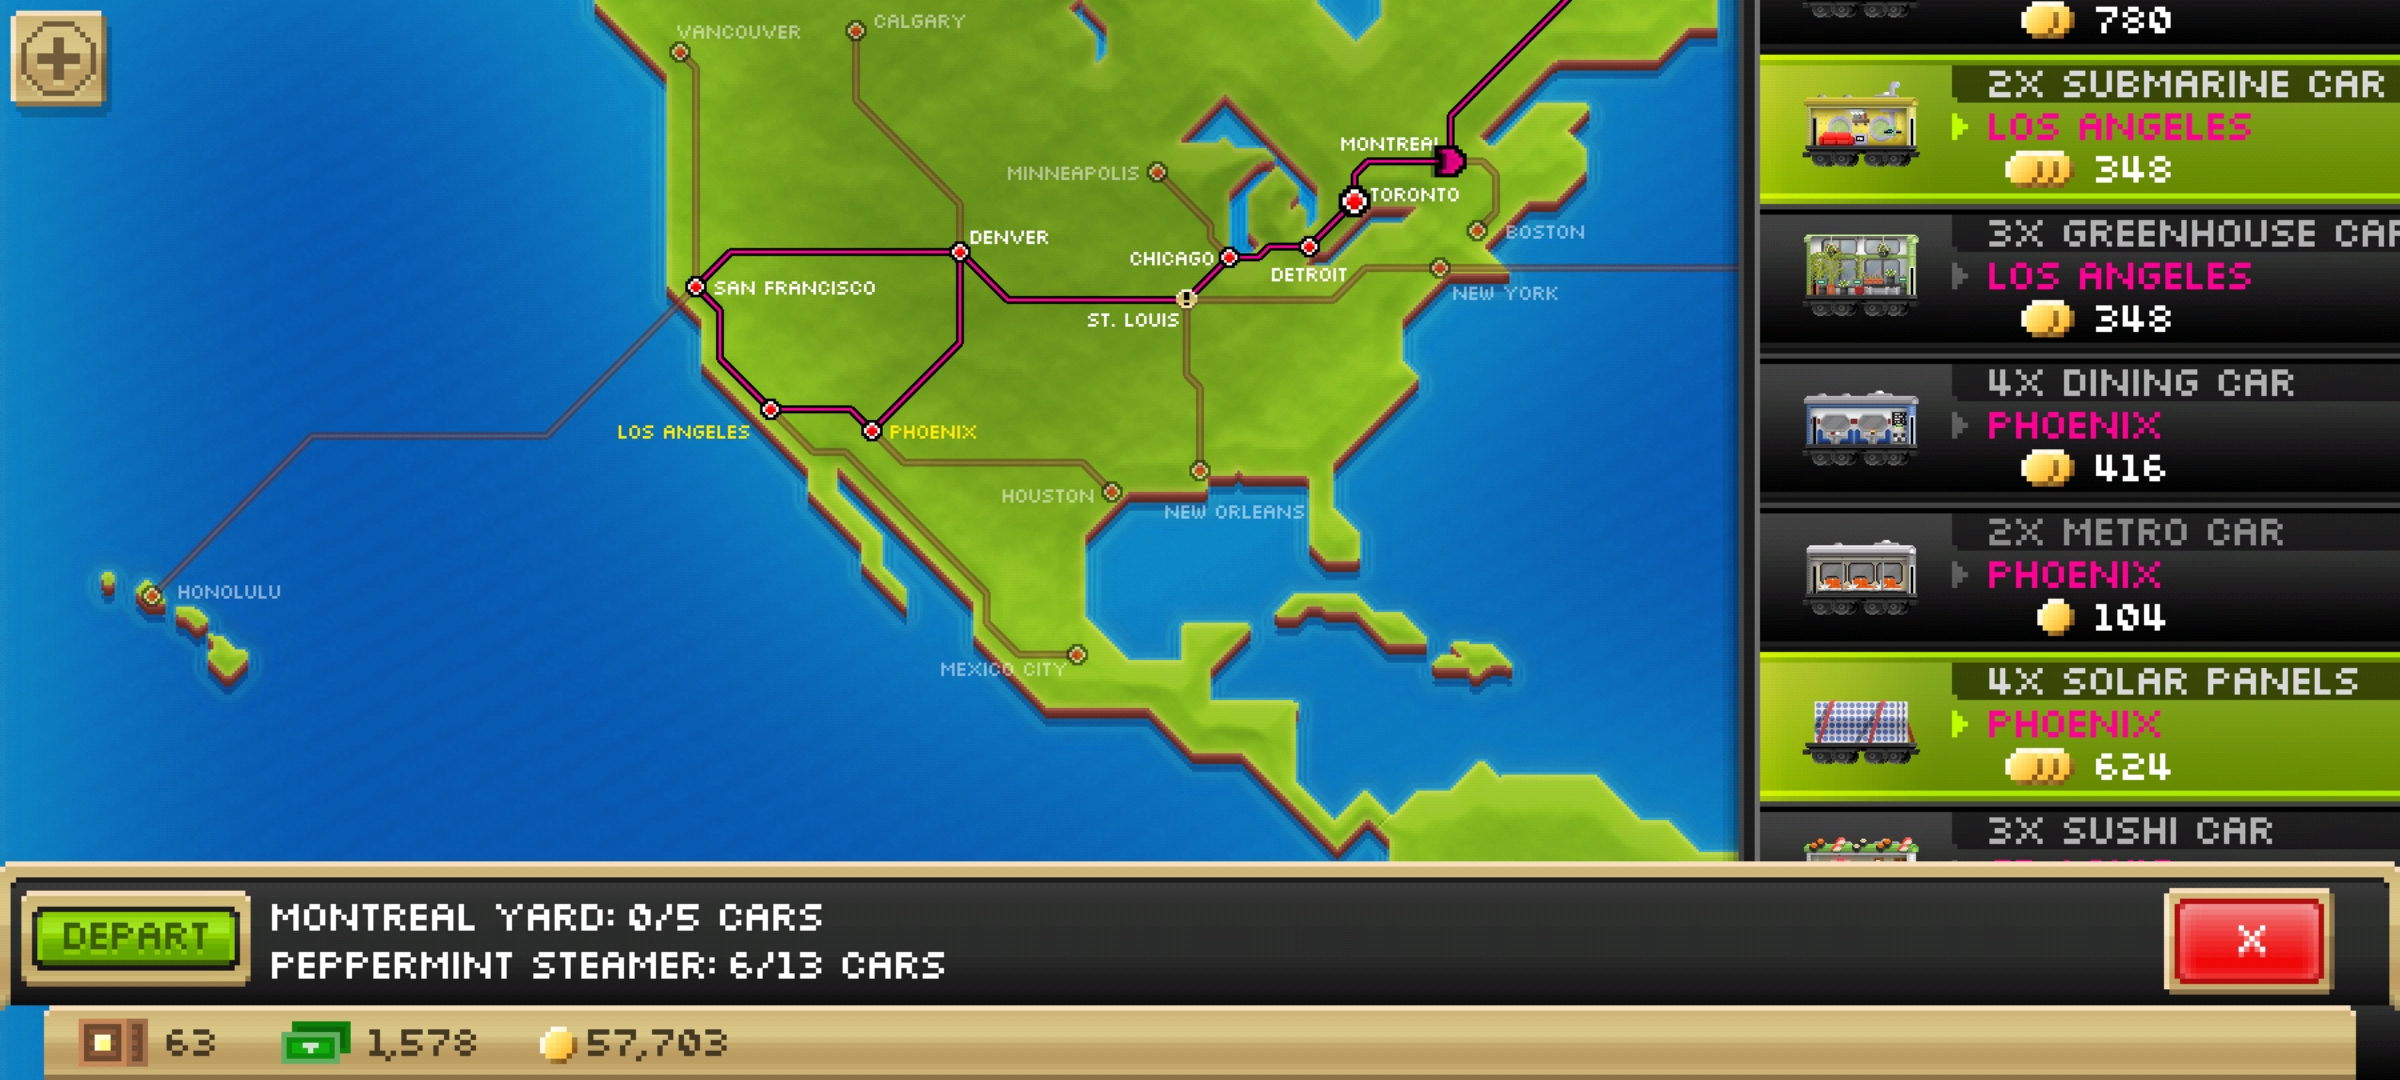 CALGARY
VANCOUVER
MONTREAL
MINNEAPOLIS
TORONTO
BOSTON
DENVER
CHICAGO
DETROIT
SAN FRANCISCO
NEW YORK
ST. LOUIS
LOS ANGELES
PHOENIX
HOUSTON
NEW ORLEANS
HONOLULU
MEXICO CITY
780
2X SUBMARINE CAR
LOS ANGELES
348
3X GREENHOUSE CAR
LOS ANGELES
348
4X DINING CAR
PHOENIX
416
2X METRO CAR
PHOENIX
104
4X SOLAR PANELS
PHOENIX
624
3X SUSHI CAR
DEPART
MONTREAL YARD: 0/5 CARS
PEPPERMINT STEAMER: 6/13 CARS
X
63
1,578
57,703